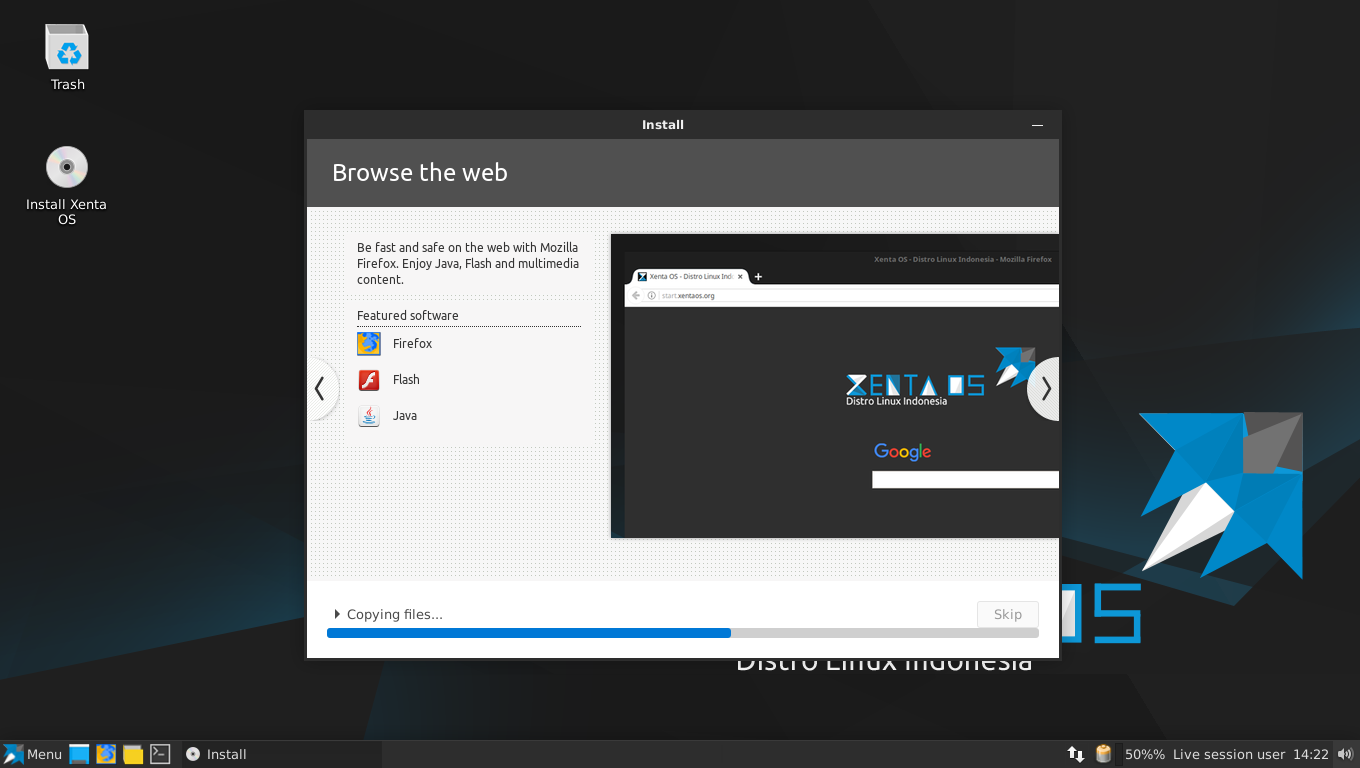 Trash
Install Xenta
OS
Install
Browse the web
Be fast and safe on the web with Mozilla
Firefox. Enjoy Java, Flash and multimedia
content.
Featured software
Firefox
Flash
Java
Xenta OS - Distro Linux Indonesia - Mozilla Firefox
Xenta OS - Distro Linux Ind
start.xentaos.org
XENTA OS
Distro Linux Indonesia
Google
Copying files...
Skip
OS
Distro Linux Indonesia
Menu
Install
50%%
Live session user
14:22